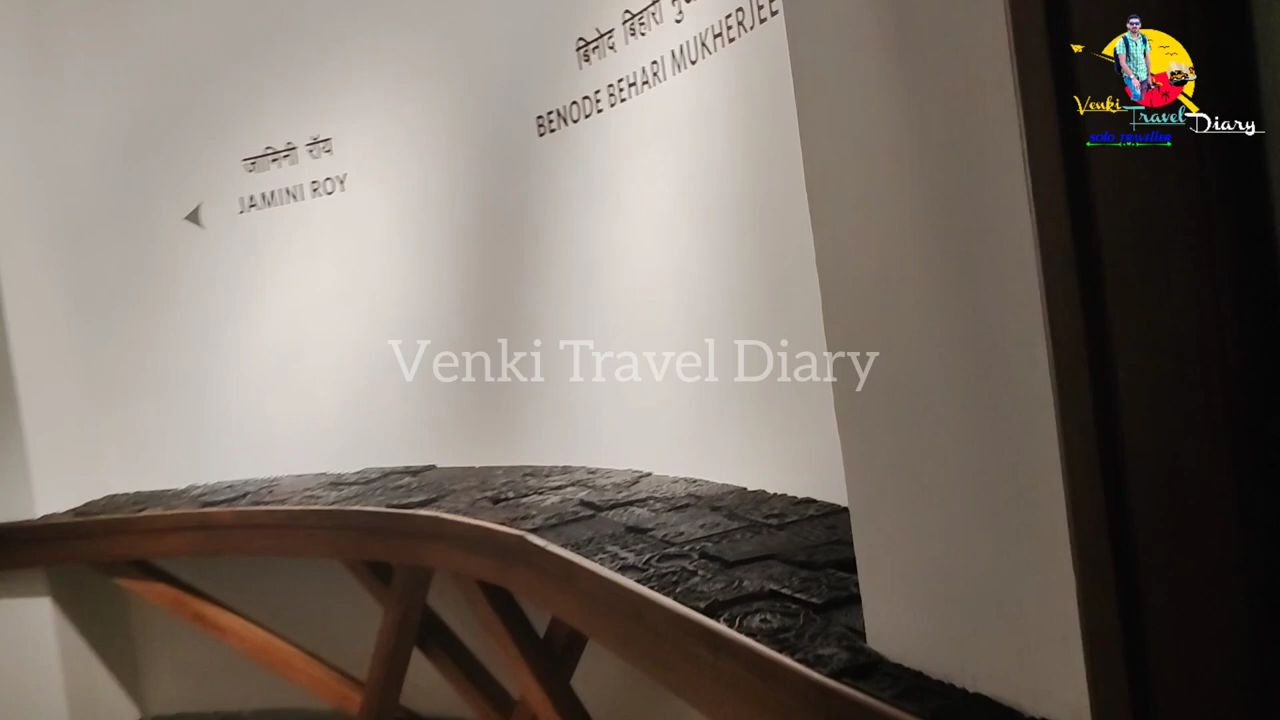 बिनोद बिहारी
BENODE BEHARI MUKHERJEE
जामिनी रॉय
JAMINI ROY
Venki Travel Diary
Venki Travel Diary
SOLO TRAVELLER